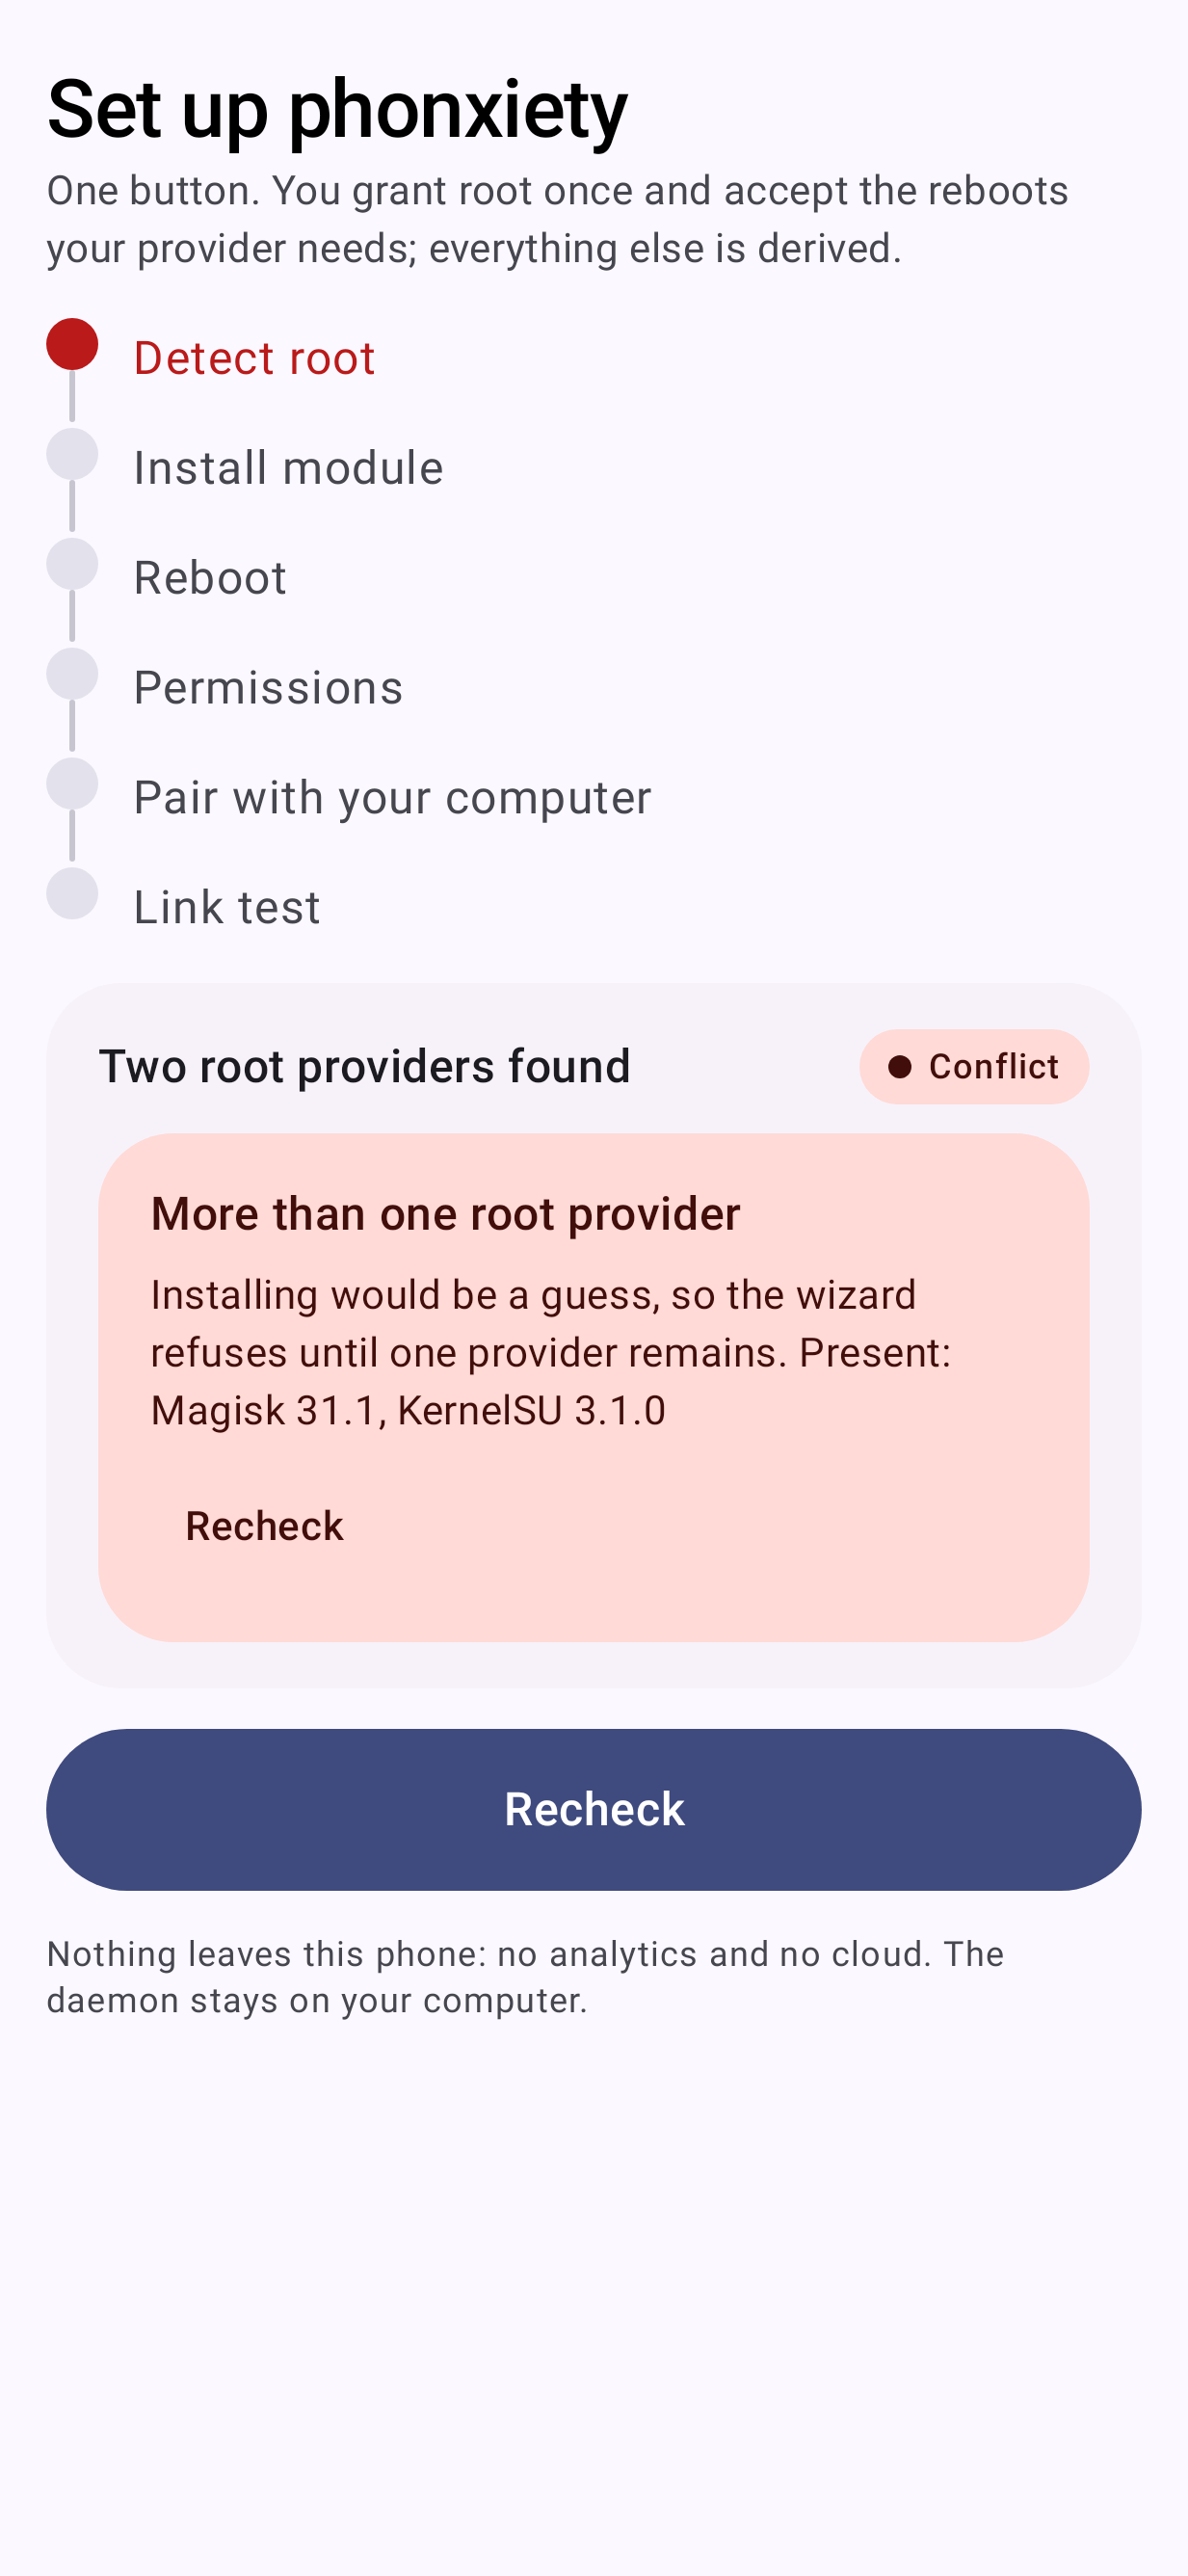 Set up phonxiety
One button. You grant root once and accept the reboots
your provider needs; everything else is derived.
Detect root
Install module
Reboot
Permissions
Pair with your computer
Link test
Two root providers found
Conflict
More than one root provider
Installing would be a guess, so the wizard
refuses until one provider remains. Present:
Magisk 31.1, KernelSU 3.1.0
Recheck
Recheck
Nothing leaves this phone: no analytics and no cloud. The
daemon stays on your computer.